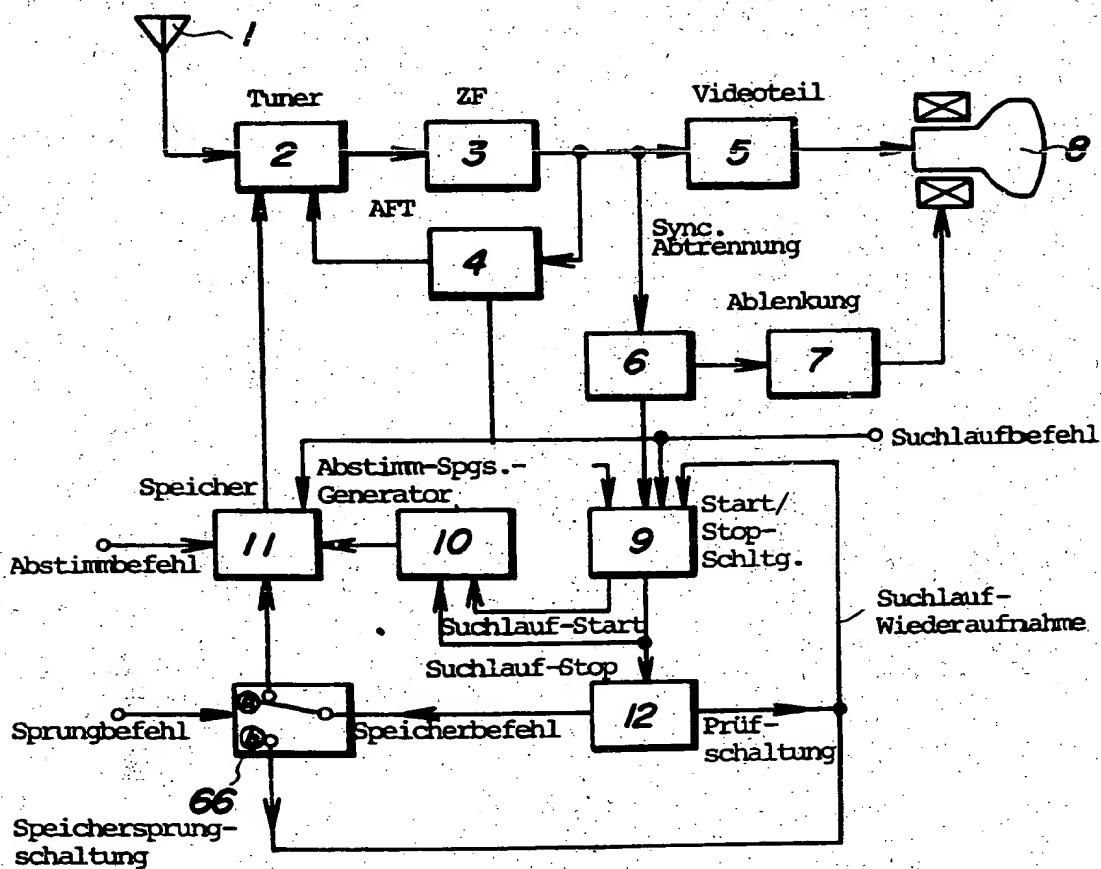 1
Tuner
ZF
Videoteil
2
3
5
8
AFT
4
Sync.
Abtrennung
Ablenkung
6
7
Suchlaufbefehl
Abstimm-Spgs.-
Generator
Speicher
11
10
9
Start/
Stop-
Schltg.
Abstimmbefehl
Suchlauf-
Wiederaufnahme
Suchlauf-Start
Suchlauf-Stop
12
Prüf-
schaltung
Sprungbefehl
a
b
Speicherbefehl
66
Speichersprung-
schaltung